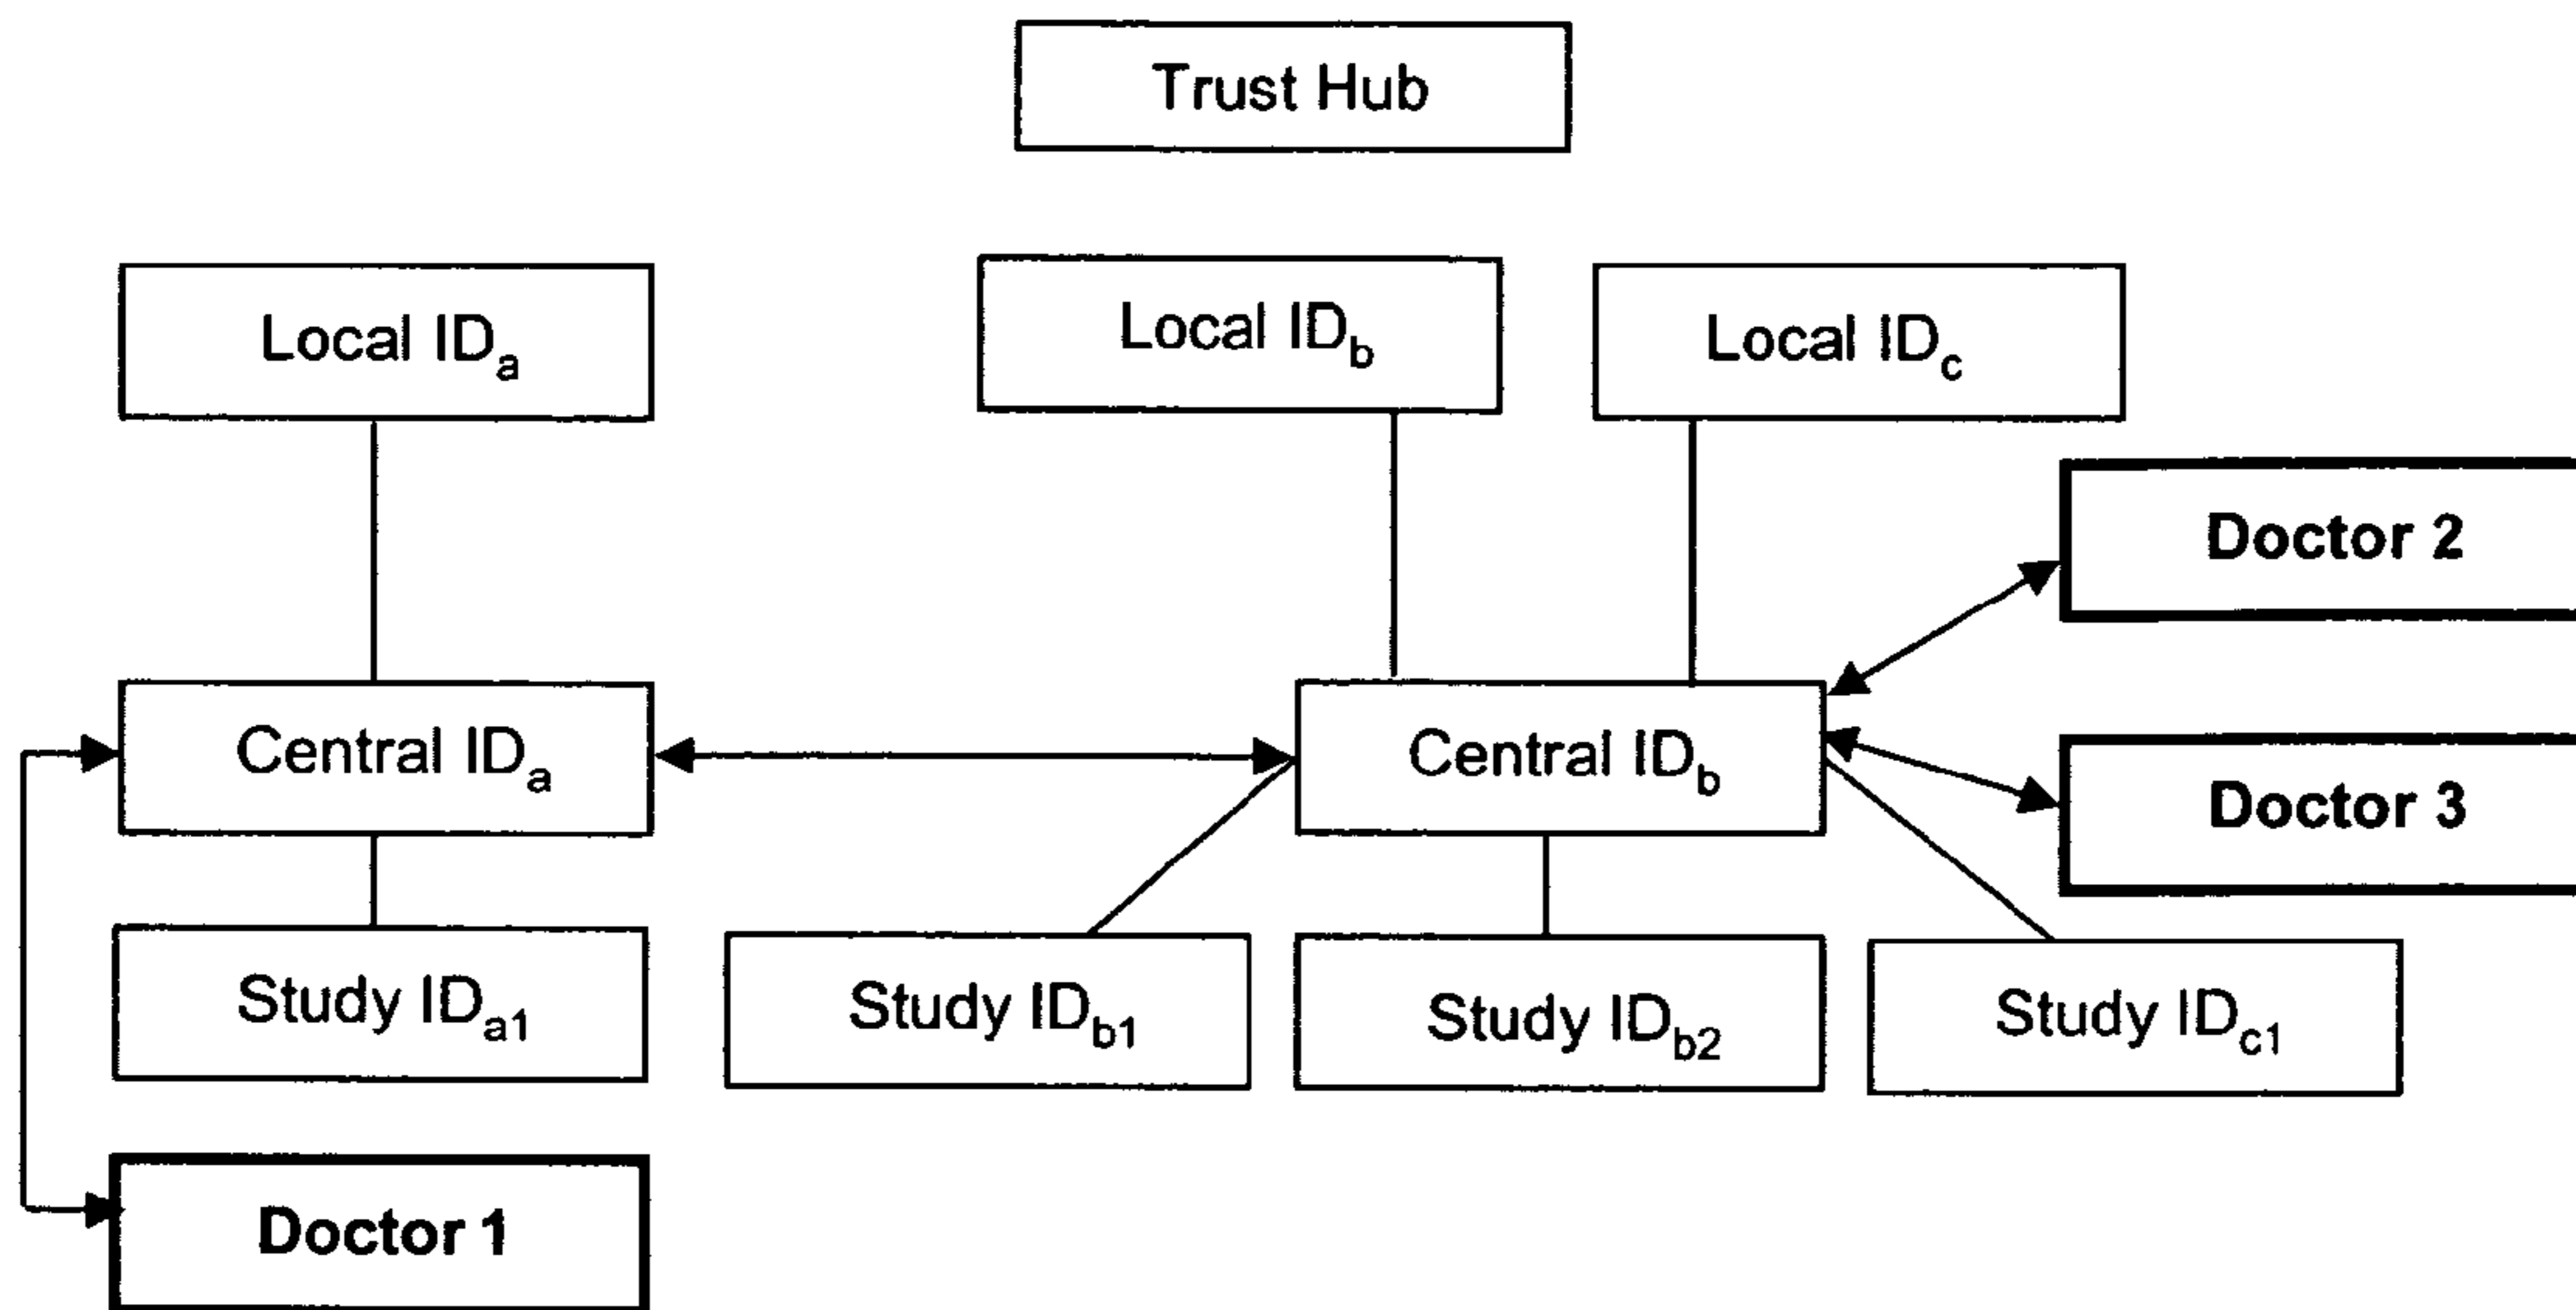 Trust Hub
Local IDa
Local IDb
Local IDc
Doctor 2
Central IDa
Central IDb
Doctor 3
Study IDa1
Study IDb1
Study IDb2
Study IDc1
Doctor 1